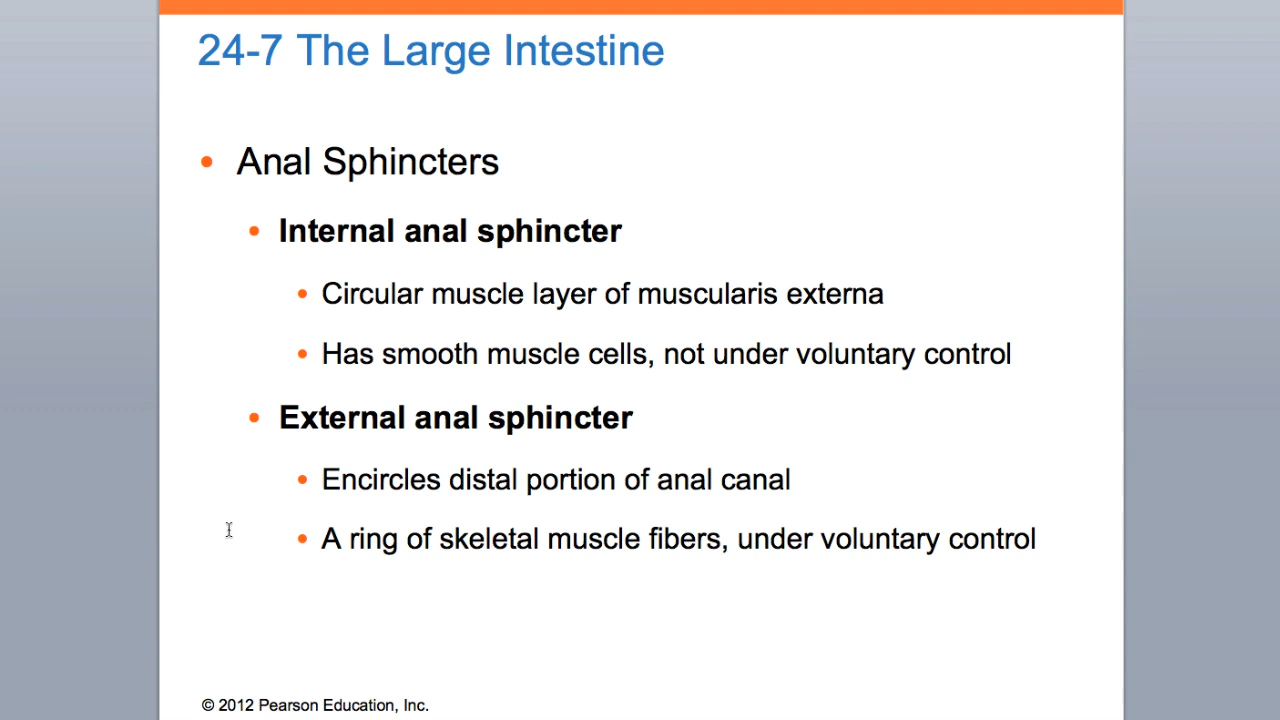 24-7 The Large Intestine
• Anal Sphincters
• Internal anal sphincter
• Circular muscle layer of muscularis externa
• Has smooth muscle cells, not under voluntary control
• External anal sphincter
• Encircles distal portion of anal canal
• A ring of skeletal muscle fibers, under voluntary control
© 2012 Pearson Education, Inc.